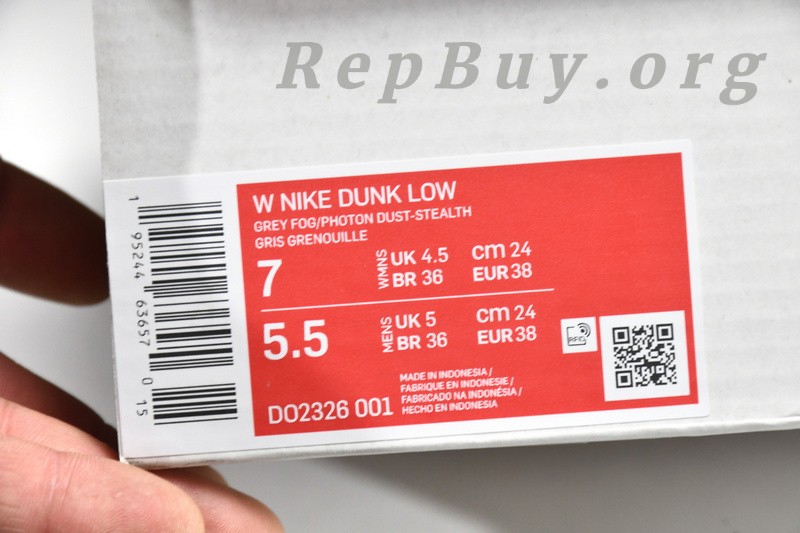 RepBuy.org
W NIKE DUNK LOW
GREY FOG/PHOTON DUST-STEALTH
GRIS GRENOUILLE
7
WMNS
UK 4.5 cm 24
BR 36 EUR 38
5.5
MENS
UK 5 cm 24
BR 36 EUR 38
RFID
DO2326 001
MADE IN INDONESIA /
FABRIQUE EN INDONESIE /
FABRICADO NA INDONÉSIA /
HECHO EN INDONESIA
1 95244 63657 015